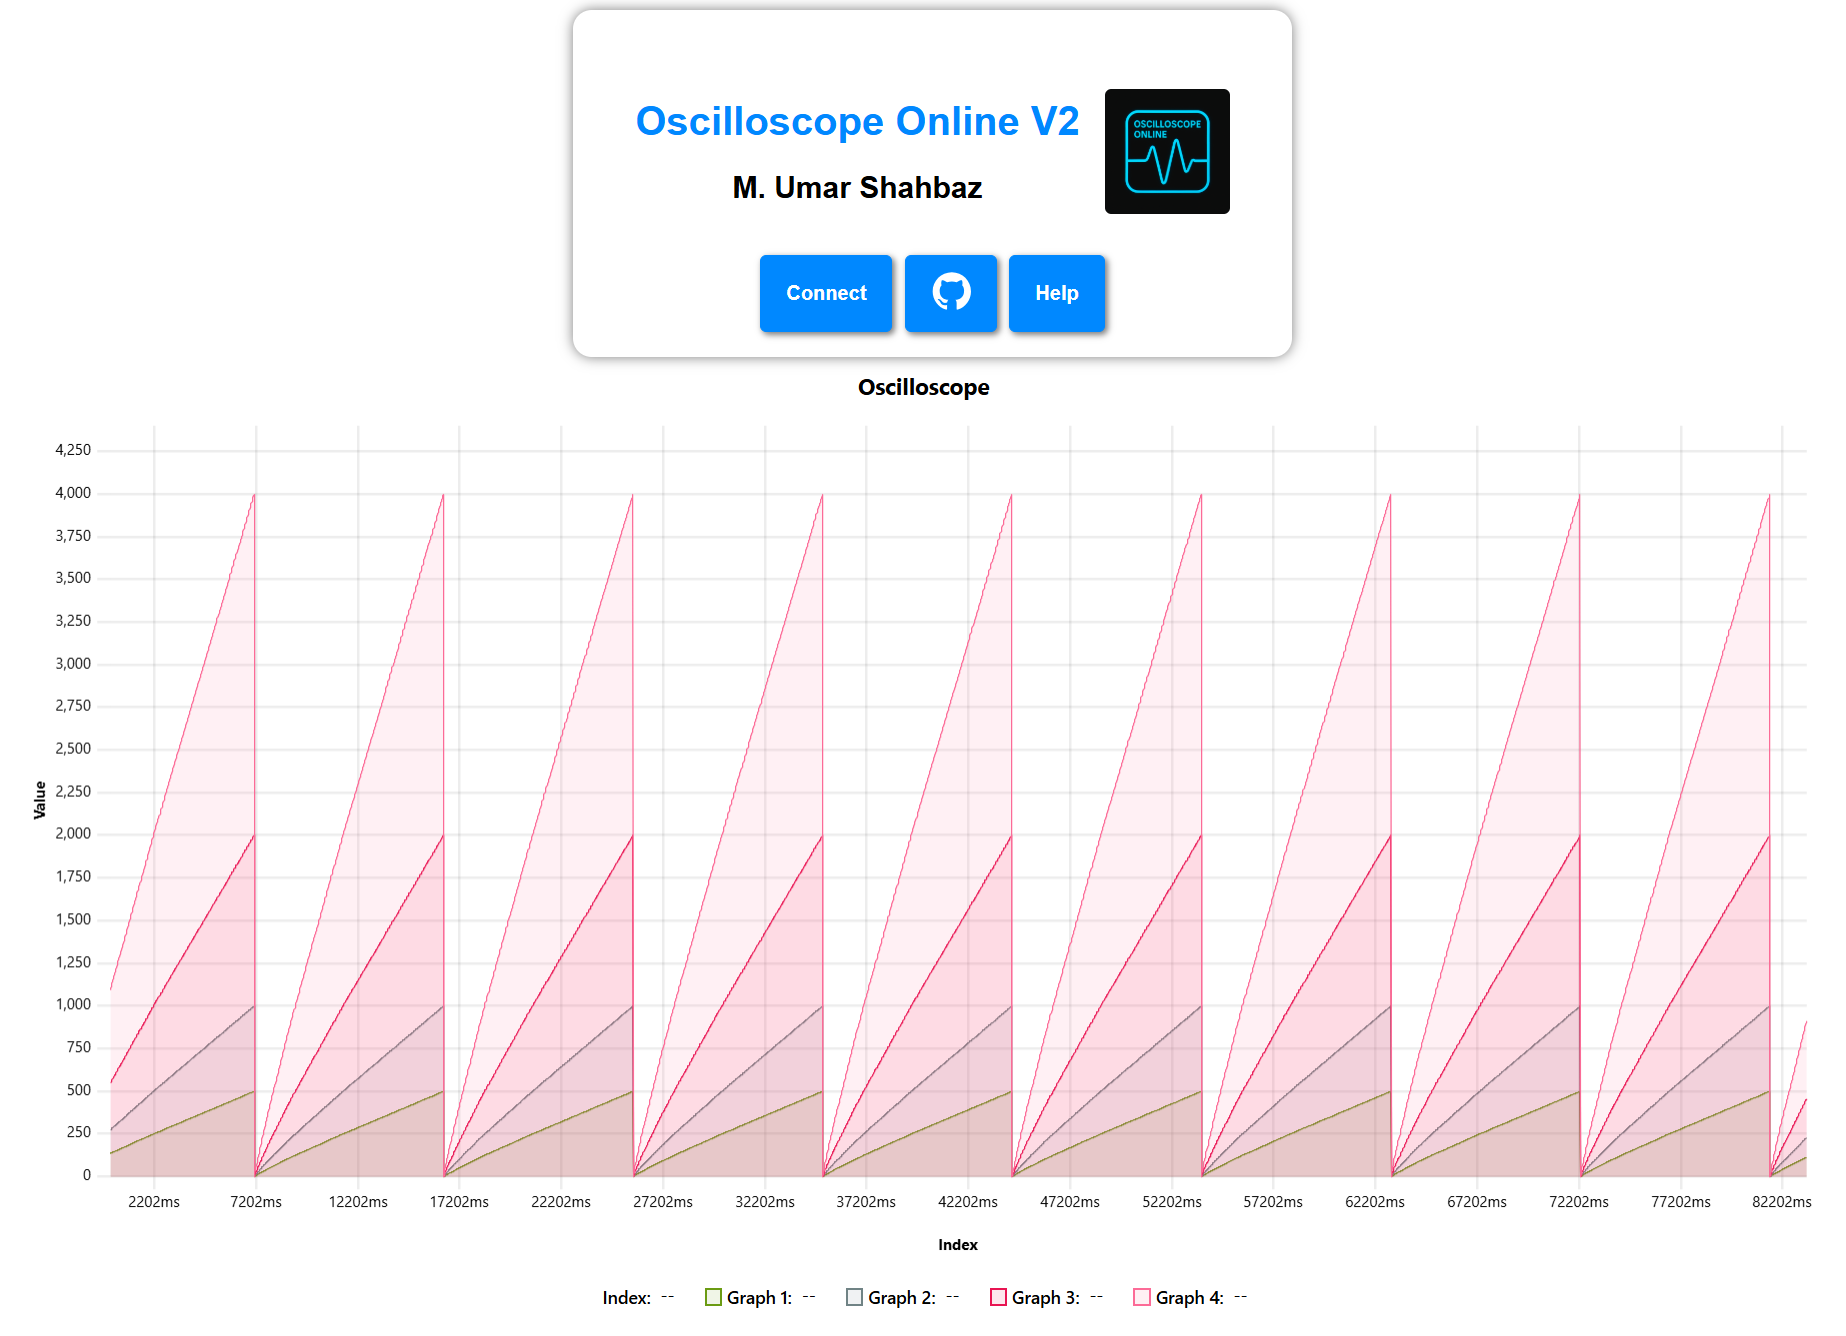 Oscilloscope Online V2
OSCILLOSCOPE
ONLINE
M. Umar Shahbaz
Connect
Help
Oscilloscope
4,250
4,000
3,750
3,500
3,250
3,000
2,750
2,500
2,250
2,000
1,750
1,500
1,250
1,000
750
500
250
0
Value
2202ms 7202ms 12202ms 17202ms 22202ms 27202ms 32202ms 37202ms 42202ms 47202ms 52202ms 57202ms 62202ms 67202ms 72202ms 77202ms 82202ms
Index
Index: -- Graph 1: -- Graph 2: -- Graph 3: -- Graph 4: --